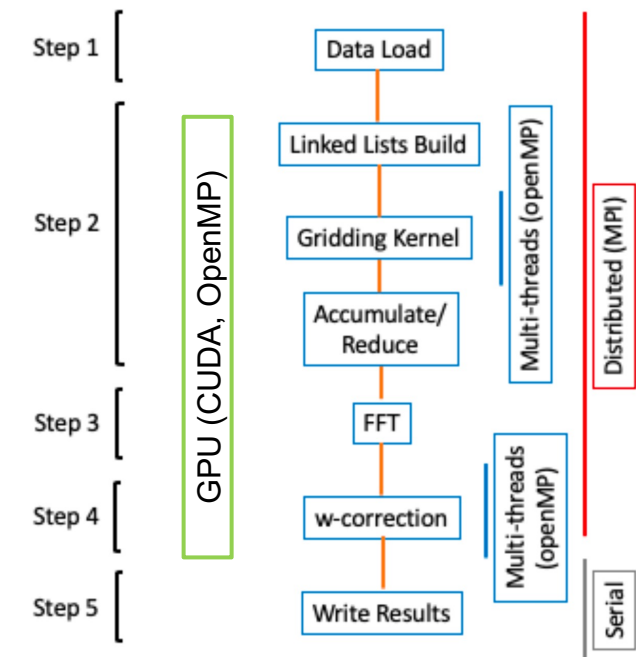 Step 1
Data Load
Linked Lists Build
Step 2
Gridding Kernel
Accumulate/
Reduce
Step 3
FFT
Step 4
w-correction
Step 5
Write Results
GPU (CUDA, OpenMP)
Multi-threads (openMP)
Multi-threads
(openMP)
Distributed (MPI)
Serial